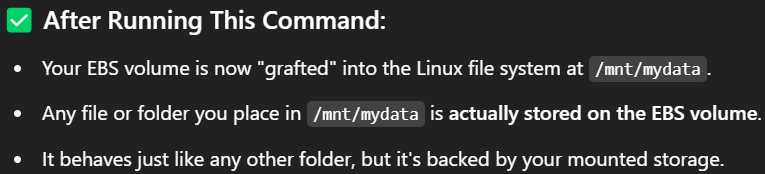 ✅ After Running This Command:
• Your EBS volume is now "grafted" into the Linux file system at /mnt/mydata.
• Any file or folder you place in /mnt/mydata is actually stored on the EBS volume.
• It behaves just like any other folder, but it's backed by your mounted storage.